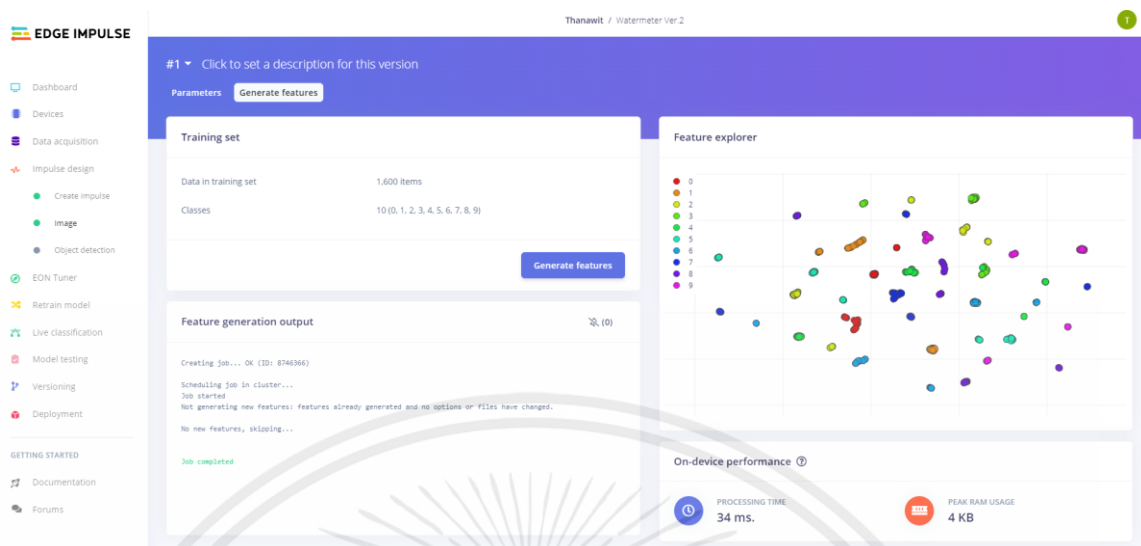 EDGE IMPULSE
Thanawit / Watermeter Ver.2
T
Dashboard
Devices
Data acquisition
Impulse design
Create impulse
Image
Object detection
EON Tuner
Retrain model
Live classification
Model testing
Versioning
Deployment
GETTING STARTED
Documentation
Forums
#1 Click to set a description for this version
Parameters Generate features
Training set
Data in training set 1,600 items
Classes 10 (0, 1, 2, 3, 4, 5, 6, 7, 8, 9)
Generate features
Feature generation output (0)
Creating job... OK (ID: 8746366)
Scheduling job in cluster...
Job started
Not generating new features: features already generated and no options or files have changed.
No new features, skipping...
Job completed
Feature explorer
0
1
2
3
4
5
6
7
8
9
On-device performance ?
PROCESSING TIME
34 ms.
PEAK RAM USAGE
4 KB